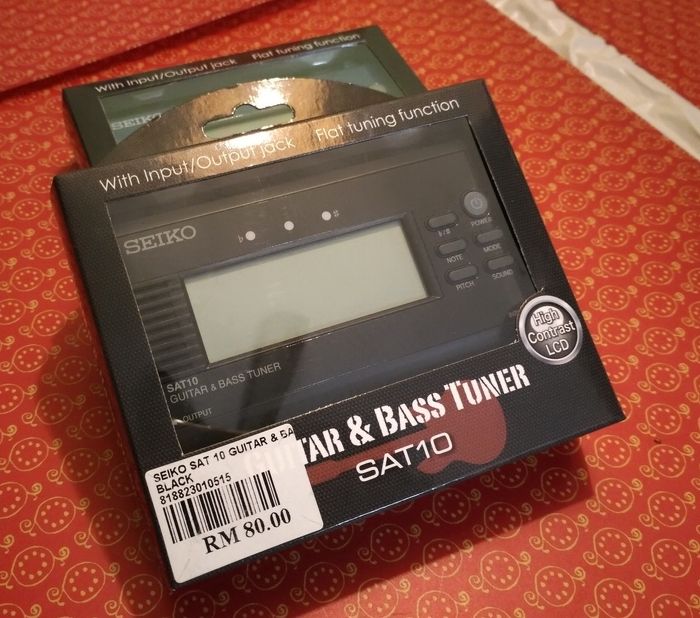 With Input/Output jack Flat tuning function
SEIKO
With Input/Output jack Flat tuning function
SEIKO
b #
POWER
b/#
MODE
NOTE
SOUND
PITCH
High
Contrast
LCD
SAT10
GUITAR & BASS TUNER
OUTPUT
GUITAR & BASS TUNER
SAT10
SEIKO SAT 10 GUITAR & BA
BLACK
818823010515
RM 80.00